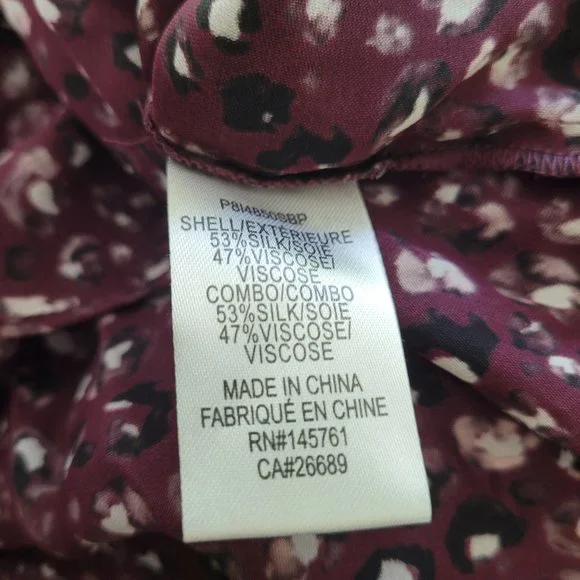 P8I4B50SBP
SHELL/EXTÉRIEURE
53%SILK/SOIE
47%VISCOSE/
VISCOSE
COMBO/COMBO
53%SILK/SOIE
47%VISCOSE/
VISCOSE
MADE IN CHINA
FABRIQUÉ EN CHINE
RN#145761
CA#26689